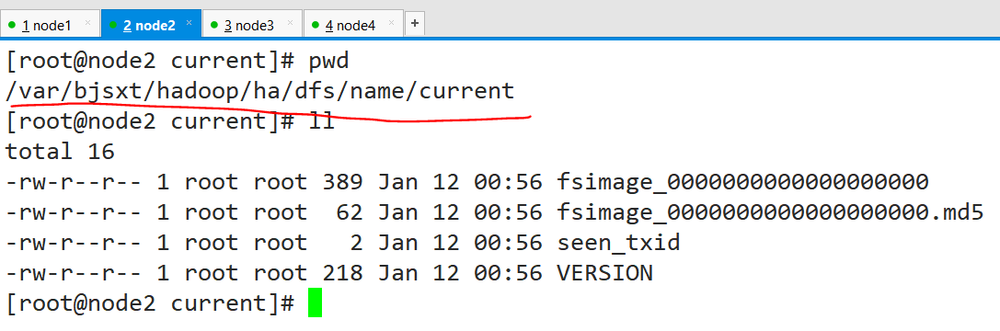 1 node1 × 2 node2 × 3 node3 × 4 node4 × +
[root@node2 current]# pwd
/var/bjsxt/hadoop/ha/dfs/name/current
[root@node2 current]# ll
total 16
-rw-r--r-- 1 root root 389 Jan 12 00:56 fsimage_0000000000000000000
-rw-r--r-- 1 root root  62 Jan 12 00:56 fsimage_0000000000000000000.md5
-rw-r--r-- 1 root root   2 Jan 12 00:56 seen_txid
-rw-r--r-- 1 root root 218 Jan 12 00:56 VERSION
[root@node2 current]#